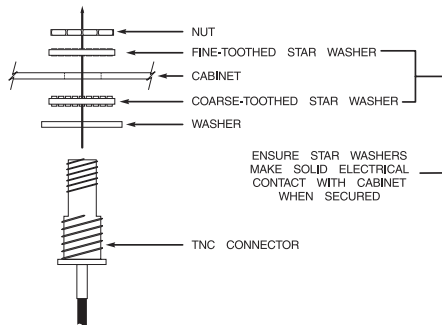 NUT
FINE-TOOTHED STAR WASHER
CABINET
COARSE-TOOTHED STAR WASHER
WASHER
ENSURE STAR WASHERS
MAKE SOLID ELECTRICAL
CONTACT WITH CABINET
WHEN SECURED
TNC CONNECTOR